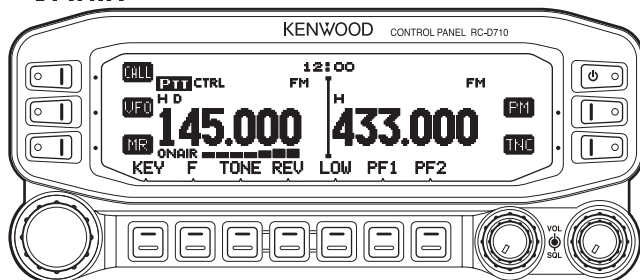 KENWOOD CONTROL PANEL RC-D710
12:00
CALL PTT CTRL FM FM
H D H
VFO 145.000 433.000 PM
MR TNC
ONAIR
KEY F TONE REV LOW PF1 PF2
VOL
SQL